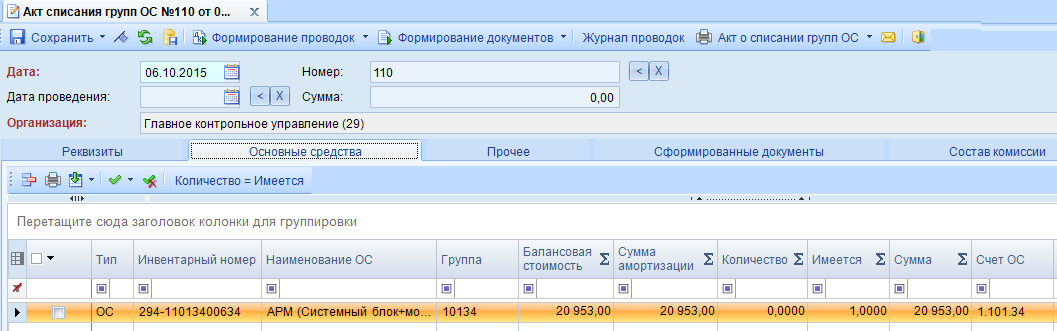 Акт списания групп ОС №110 от 0...
Сохранить Формирование проводок Формирование документов Журнал проводок Акт о списании групп ОС
Дата: 06.10.2015 Номер: 110 < X
Дата проведения: < X Сумма: 0,00
Организация: Главное контрольное управление (29)
Реквизиты Основные средства Прочее Сформированные документы Состав комиссии
Количество = Имеется
Перетащите сюда заголовок колонки для группировки
Тип Инвентарный номер Наименование ОС Группа Балансовая стоимость Σ Сумма амортизации Σ Количество Σ Имеется Σ Сумма Σ Счет ОС
ОС 294-11013400634 АРМ (Системный блок+мо... 10134 20 953,00 20 953,00 0,0000 1,0000 20 953,00 1.101.34